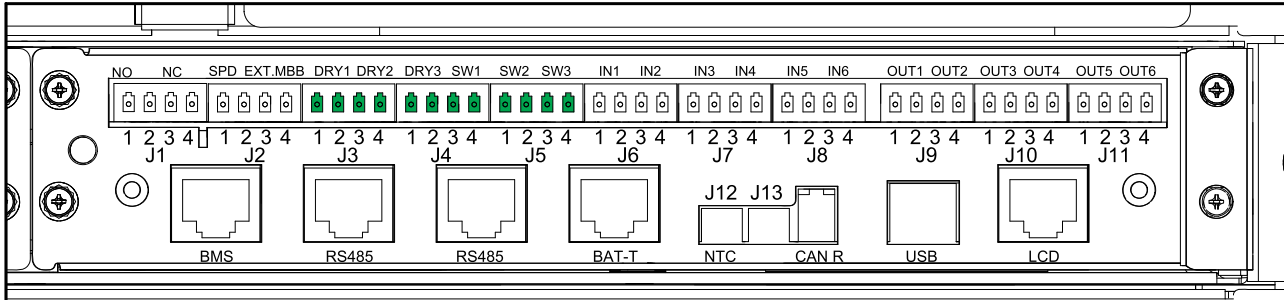 NO NC SPD EXT.MBB DRY1 DRY2 DRY3 SW1 SW2 SW3 IN1 IN2 IN3 IN4 IN5 IN6 OUT1 OUT2 OUT3 OUT4 OUT5 OUT6
1 2 3 4 1 2 3 4 1 2 3 4 1 2 3 4 1 2 3 4 1 2 3 4 1 2 3 4 1 2 3 4 1 2 3 4 1 2 3 4 1 2 3 4
J1 J2 J3 J4 J5 J6 J7 J8 J9 J10 J11
J12 J13
BMS RS485 RS485 BAT-T NTC CAN R USB LCD